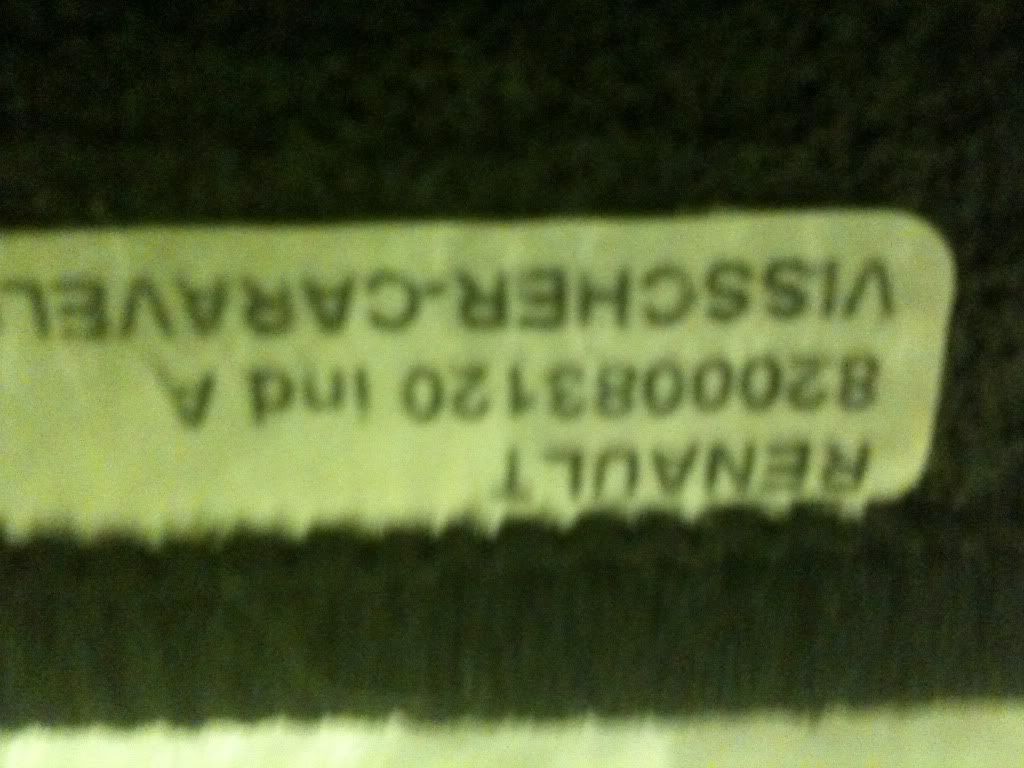 RENAULT
8200083120 ind A
VISSCHER-CARAVEL